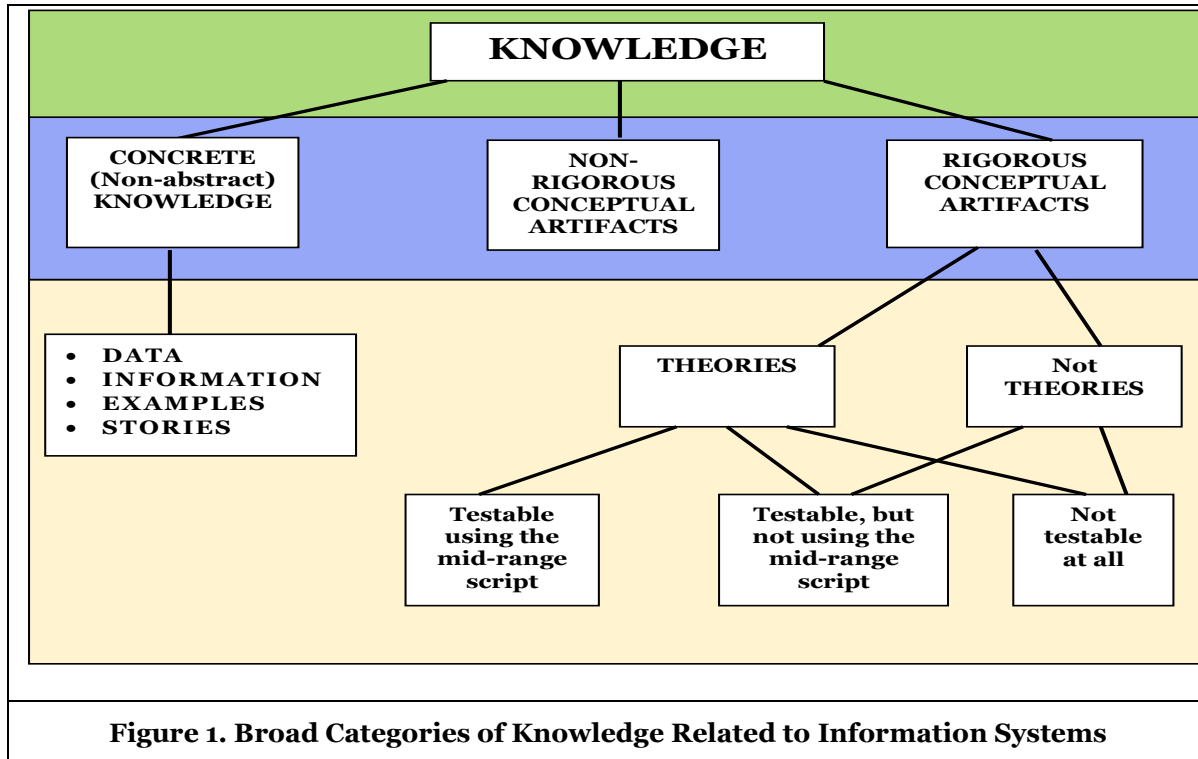 KNOWLEDGE
CONCRETE
(Non-abstract)
KNOWLEDGE
NON-
RIGOROUS
CONCEPTUAL
ARTIFACTS
RIGOROUS
CONCEPTUAL
ARTIFACTS
• DATA
• INFORMATION
• EXAMPLES
• STORIES
THEORIES
Not
THEORIES
Testable
using the
mid-range
script
Testable, but
not using the
mid-range
script
Not
testable
at all
Figure 1. Broad Categories of Knowledge Related to Information Systems